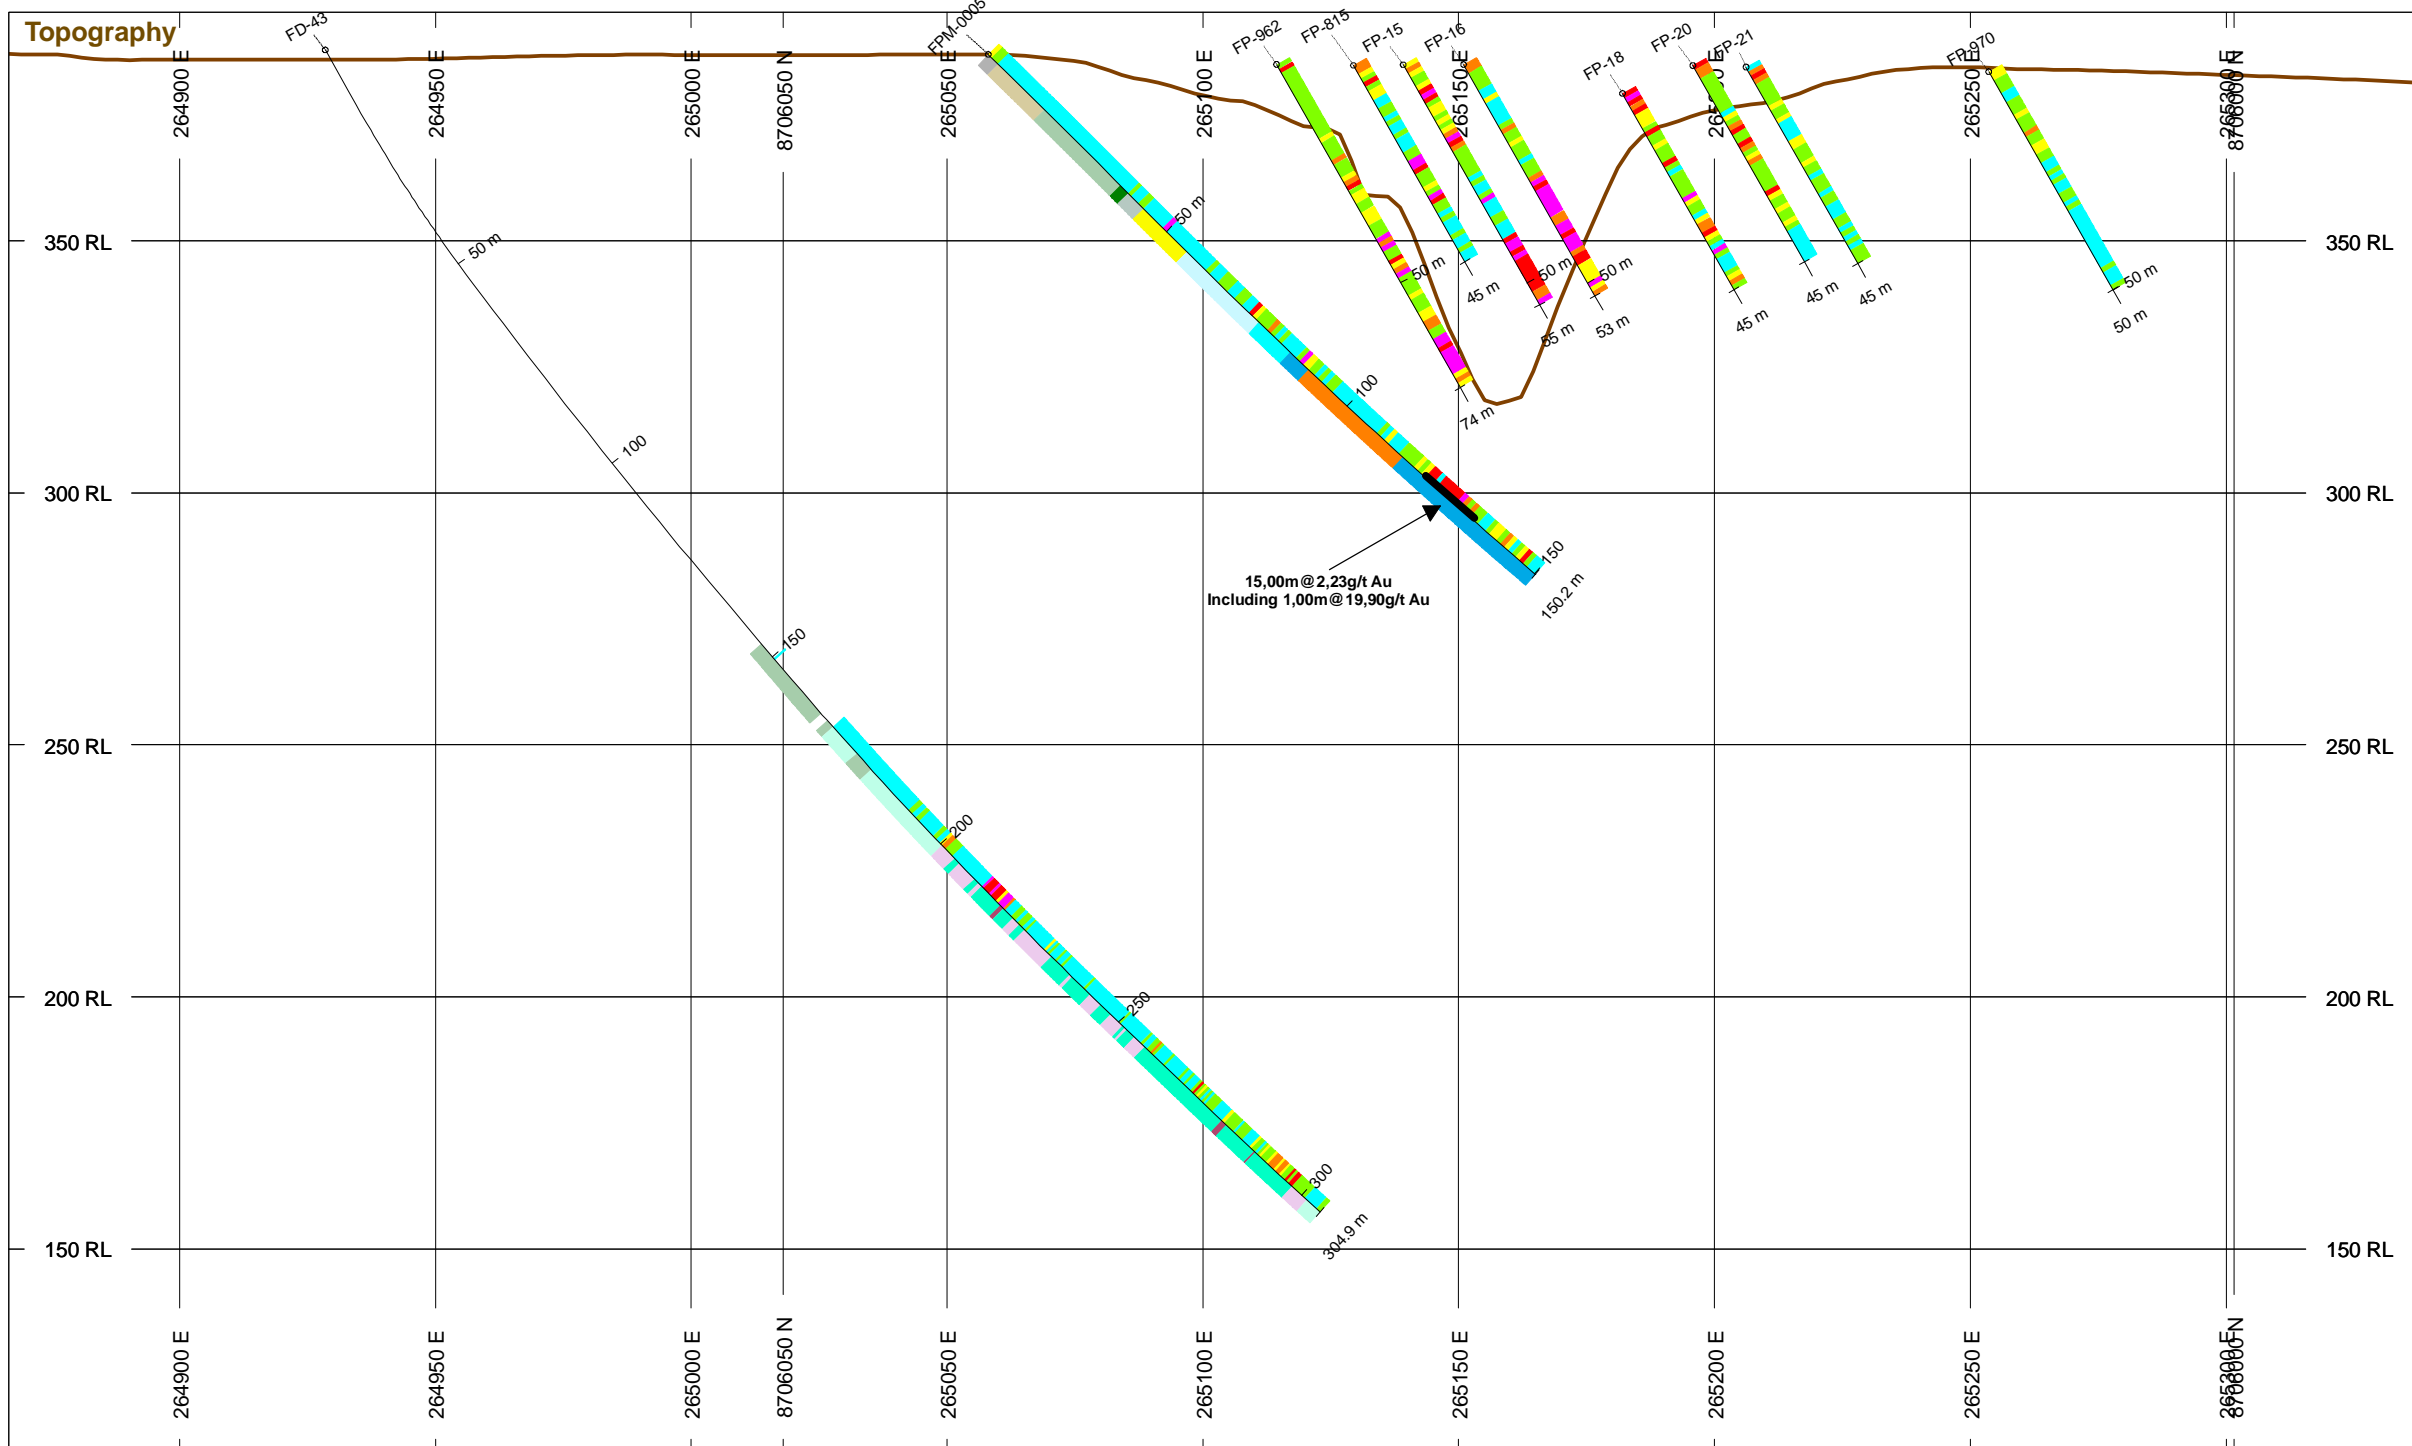 Topography
FD-43
FPM-0005
FP-962
FP-815
FP-15
FP-16
FP-18
FP-20
FP-21
FP-970
264900 E
264950 E
265000 E
8706050 N
265050 E
265100 E
265150 E
265250 E
265300 E
8706000 N
350 RL
350 RL
50 m
50 m
50 m
50 m
50 m
50 m
45 m
55 m
53 m
45 m
45 m
45 m
50 m
74 m
100
100
300 RL
300 RL
15,00m@2,23g/t Au
Including 1,00m@19,90g/t Au
150
150.2 m
150
250 RL
250 RL
200
200 RL
200 RL
250
300
304.9 m
150 RL
150 RL
264900 E
264950 E
265000 E
8706050 N
265050 E
265100 E
265150 E
265200 E
265250 E
265300 E
8706000 N